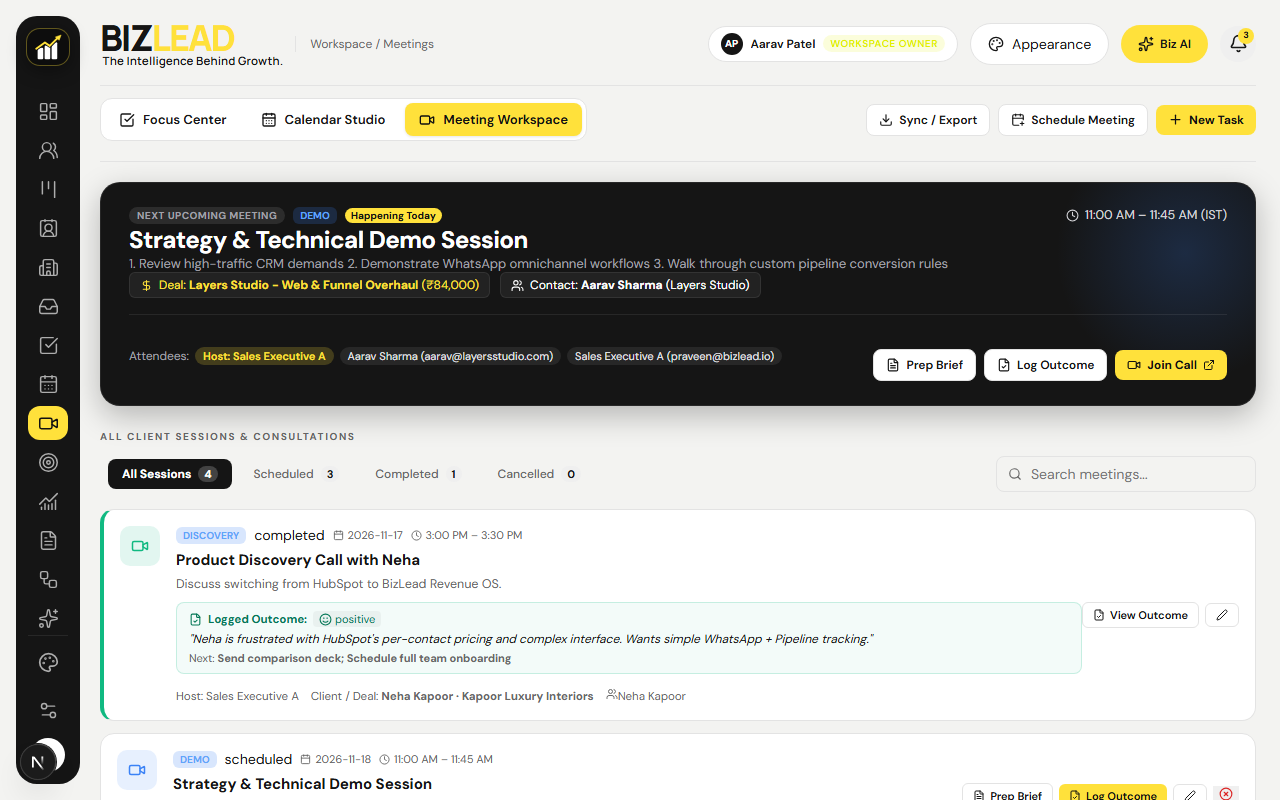 BIZLEAD
The Intelligence Behind Growth.
Workspace / Meetings
AP Aarav Patel WORKSPACE OWNER
Appearance
Biz AI
3
Focus Center
Calendar Studio
Meeting Workspace
Sync / Export
Schedule Meeting
New Task
NEXT UPCOMING MEETING DEMO Happening Today
11:00 AM – 11:45 AM (IST)
Strategy & Technical Demo Session
1. Review high-traffic CRM demands 2. Demonstrate WhatsApp omnichannel workflows 3. Walk through custom pipeline conversion rules
Deal: Layers Studio - Web & Funnel Overhaul (₹84,000)
Contact: Aarav Sharma (Layers Studio)
Attendees: Host: Sales Executive A Aarav Sharma (aarav@layersstudio.com) Sales Executive A (praveen@bizlead.io)
Prep Brief
Log Outcome
Join Call
ALL CLIENT SESSIONS & CONSULTATIONS
All Sessions 4
Scheduled 3
Completed 1
Cancelled 0
Search meetings...
DISCOVERY completed 2026-11-17 3:00 PM – 3:30 PM
Product Discovery Call with Neha
Discuss switching from HubSpot to BizLead Revenue OS.
Logged Outcome: positive
"Neha is frustrated with HubSpot's per-contact pricing and complex interface. Wants simple WhatsApp + Pipeline tracking."
Next: Send comparison deck; Schedule full team onboarding
View Outcome
Host: Sales Executive A Client / Deal: Neha Kapoor · Kapoor Luxury Interiors Neha Kapoor
DEMO scheduled 2026-11-18 11:00 AM – 11:45 AM
Strategy & Technical Demo Session
Prep Brief
Log Outcome
N